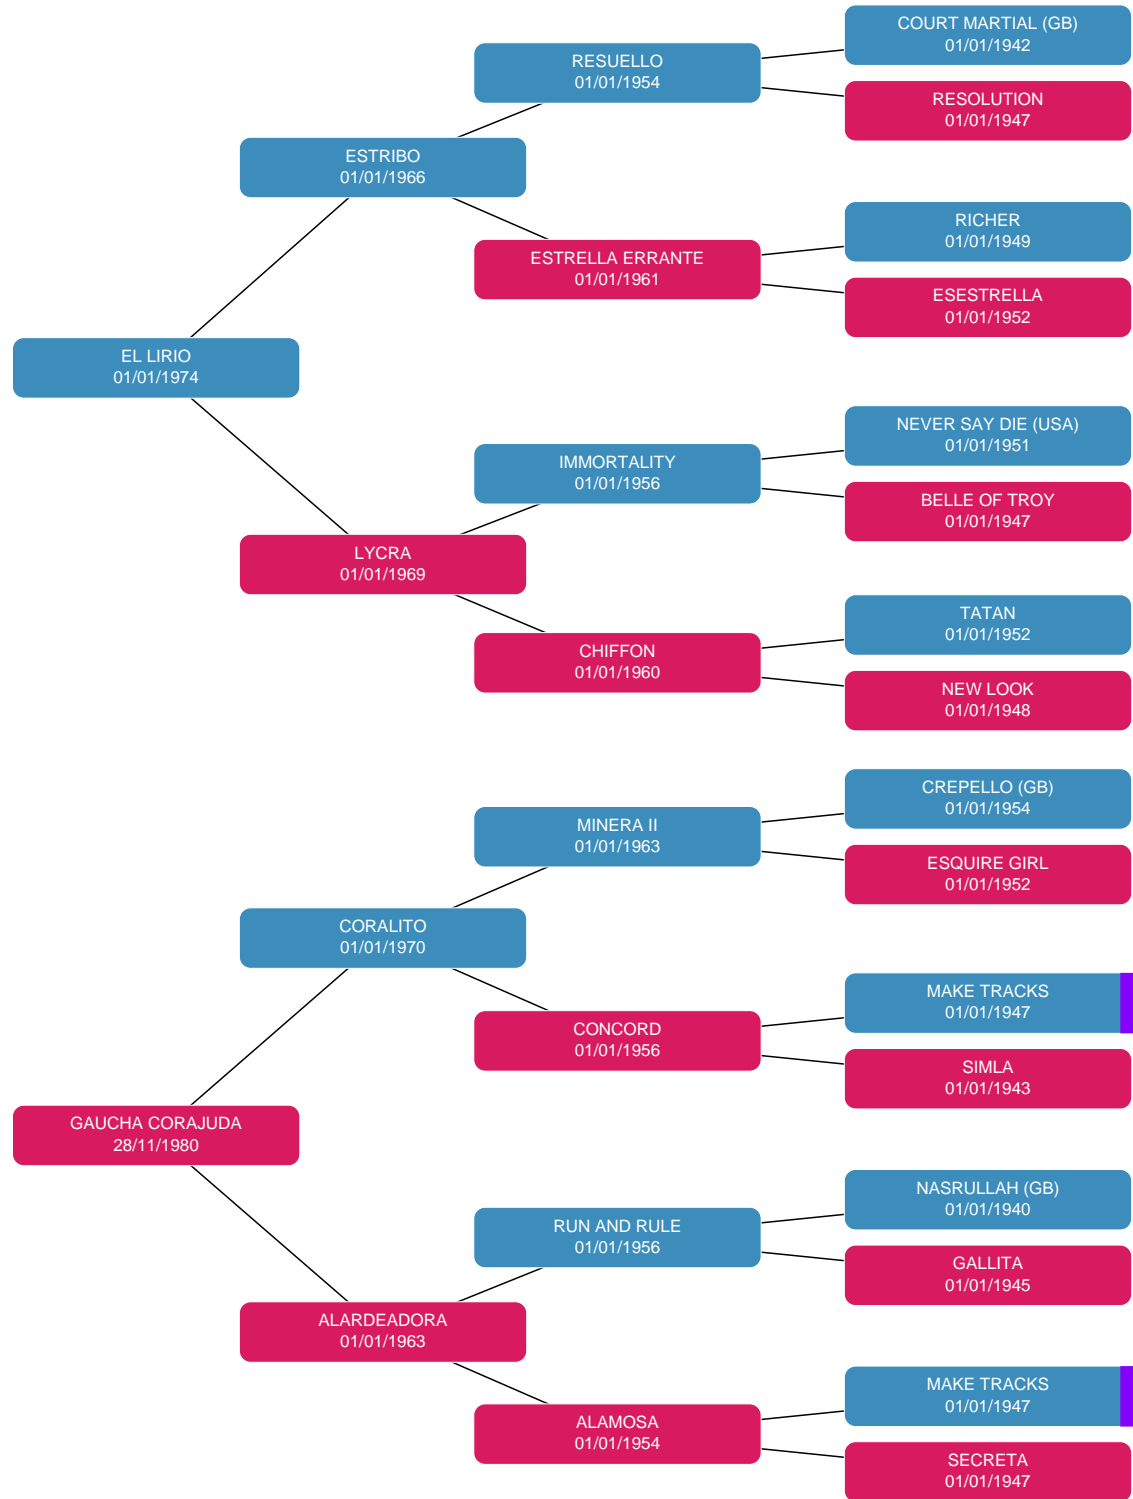 COURT MARTIAL (GB)
01/01/1942
RESUELLO
01/01/1954
RESOLUTION
01/01/1947
ESTRIBO
01/01/1966
RICHER
01/01/1949
ESTRELLA ERRANTE
01/01/1961
ESESTRELLA
01/01/1952
EL LIRIO
01/01/1974
NEVER SAY DIE (USA)
01/01/1951
IMMORTALITY
01/01/1956
BELLE OF TROY
01/01/1947
LYCRA
01/01/1969
TATAN
01/01/1952
CHIFFON
01/01/1960
NEW LOOK
01/01/1948
CREPELLO (GB)
01/01/1954
MINERA II
01/01/1963
ESQUIRE GIRL
01/01/1952
CORALITO
01/01/1970
MAKE TRACKS
01/01/1947
CONCORD
01/01/1956
SIMLA
01/01/1943
GAUCHA CORAJUDA
28/11/1980
NASRULLAH (GB)
01/01/1940
RUN AND RULE
01/01/1956
GALLITA
01/01/1945
ALARDEADORA
01/01/1963
MAKE TRACKS
01/01/1947
ALAMOSA
01/01/1954
SECRETA
01/01/1947